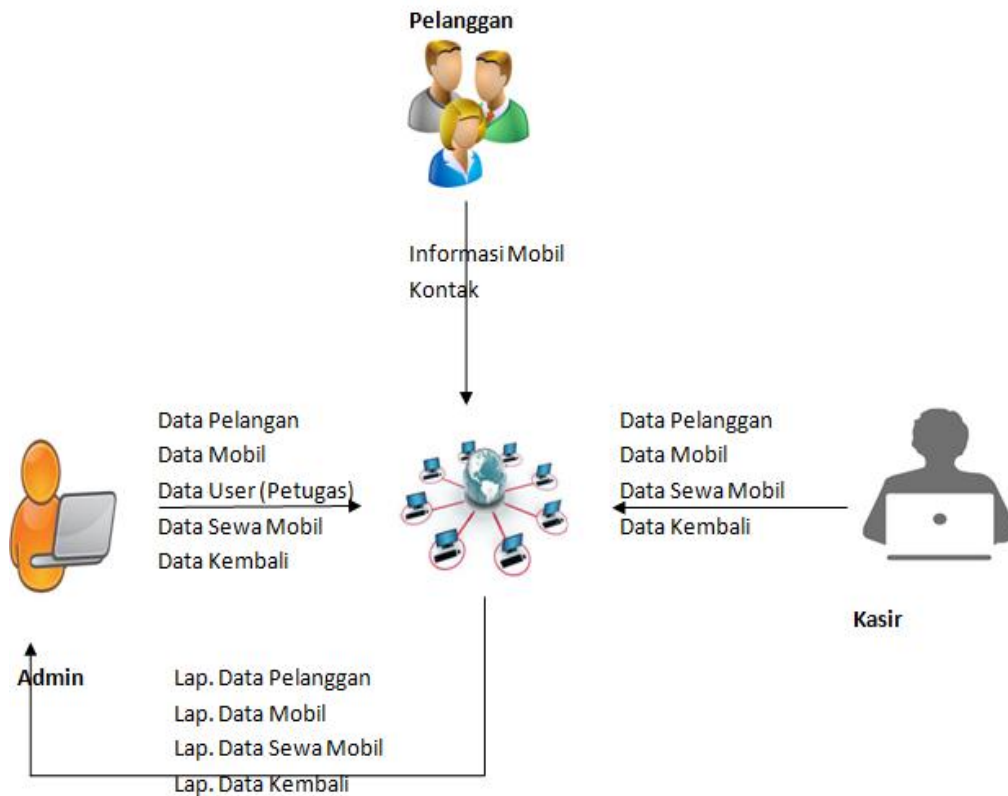 Pelanggan
Informasi Mobil
Kontak
Data Pelangan
Data Mobil
Data User (Petugas)
Data Sewa Mobil
Data Kembali
Data Pelanggan
Data Mobil
Data Sewa Mobil
Data Kembali
Kasir
Admin
Lap. Data Pelanggan
Lap. Data Mobil
Lap. Data Sewa Mobil
Lap. Data Kembali